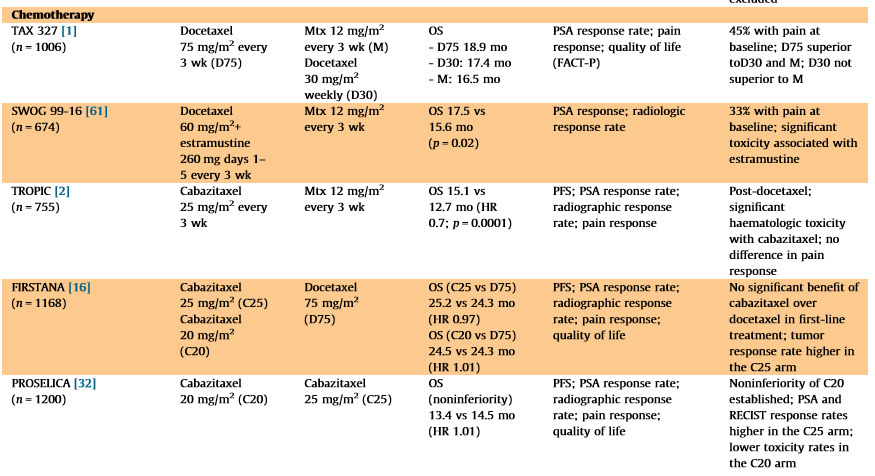 excluded
Chemotherapy
TAX 327 [1]
(n = 1006)
Docetaxel
75 mg/m² every
3 wk (D75)
Mtx 12 mg/m²
every 3 wk (M)
Docetaxel
30 mg/m²
weekly (D30)
OS
- D75 18.9 mo
- D30: 17.4 mo
- M: 16.5 mo
PSA response rate; pain
response; quality of life
(FACT-P)
45% with pain at
baseline; D75 superior
toD30 and M; D30 not
superior to M
SWOG 99-16 [61]
(n = 674)
Docetaxel
60 mg/m²+
estramustine
260 mg days 1–
5 every 3 wk
Mtx 12 mg/m²
every 3 wk
OS 17.5 vs
15.6 mo
(p = 0.02)
PSA response; radiologic
response rate
33% with pain at
baseline; significant
toxicity associated with
estramustine
TROPIC [2]
(n = 755)
Cabazitaxel
25 mg/m² every
3 wk
Mtx 12 mg/m²
every 3 wk
OS 15.1 vs
12.7 mo (HR
0.7; p = 0.0001)
PFS; PSA response rate;
radiographic response
rate; pain response
Post-docetaxel;
significant
haematologic toxicity
with cabazitaxel; no
difference in pain
response
FIRSTANA [16]
(n = 1168)
Cabazitaxel
25 mg/m² (C25)
Cabazitaxel
20 mg/m²
(C20)
Docetaxel
75 mg/m²
(D75)
OS (C25 vs D75)
25.2 vs 24.3 mo
(HR 0.97)
OS (C20 vs D75)
24.5 vs 24.3 mo
(HR 1.01)
PFS; PSA response rate;
radiographic response
rate; pain response;
quality of life
No significant benefit of
cabazitaxel over
docetaxel in first-line
treatment; tumor
response rate higher in
the C25 arm
PROSELICA [32]
(n = 1200)
Cabazitaxel
20 mg/m² (C20)
Cabazitaxel
25 mg/m² (C25)
OS
(noninferiority)
13.4 vs 14.5 mo
(HR 1.01)
PFS; PSA response rate;
radiographic response
rate; pain response;
quality of life
Noninferiority of C20
established; PSA and
RECIST response rates
higher in the C25 arm;
lower toxicity rates in
the C20 arm